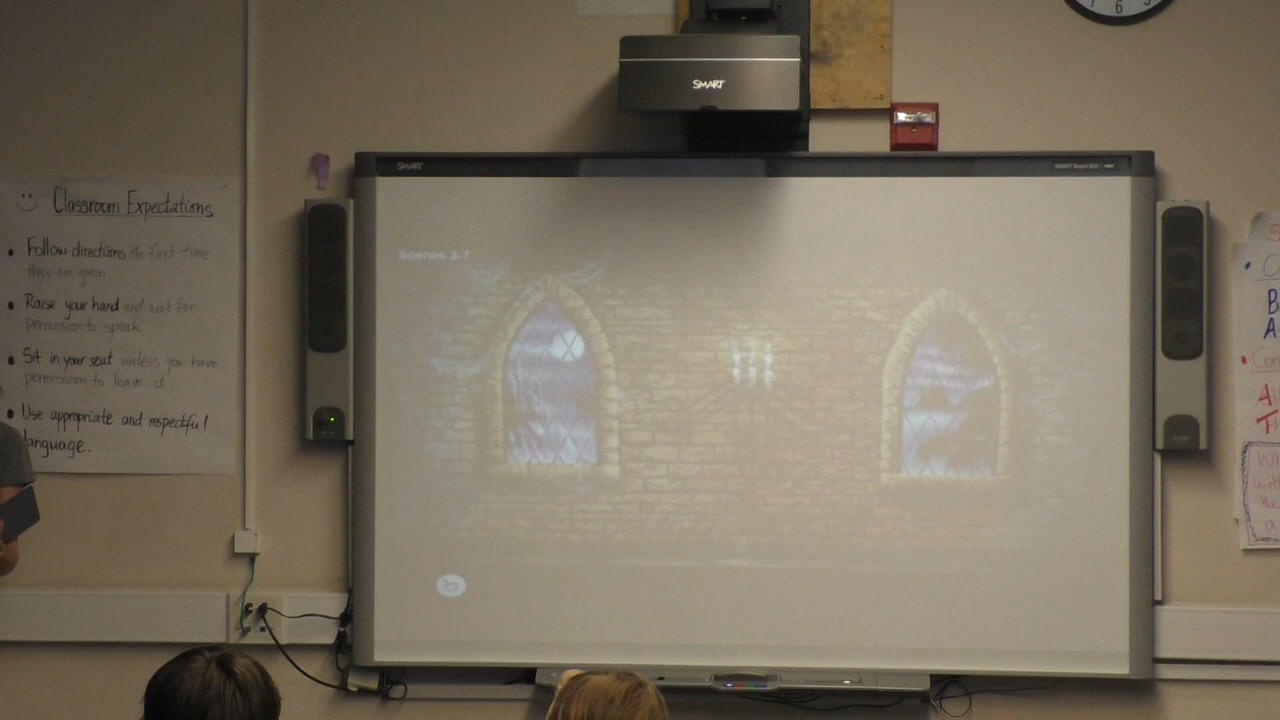 6
SMART
SMART
Classroom Expectations
• Follow directions the first time
they are given
• Raise your hand and wait for
permission to speak
• Sit in your seat unless you have
permission to leave it.
• Use appropriate and respectful
language.
Scenes 3-7
S
• C
B
A
• Con
A
T